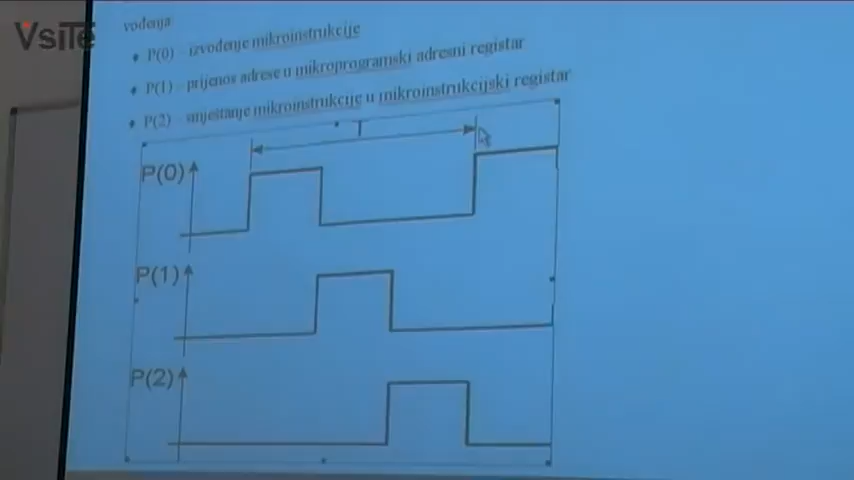 VsiTe
vođenja
P(0) izvođenje mikroinstrukcije
P(1) prijenos adrese u mikroprogramski adresni registar
P(2) smještanje mikroinstrukcije u mikroinstrukcijski registar
T
P(0)
P(1)
P(2)